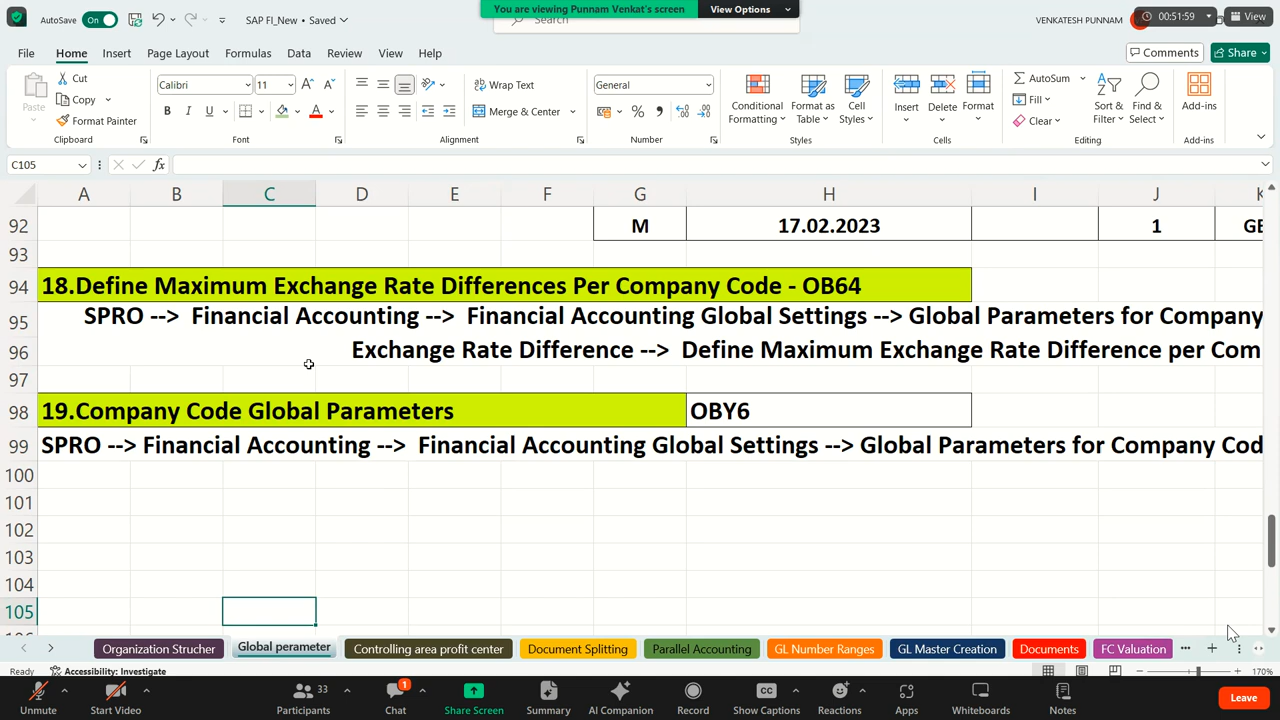 You are viewing Punnam Venkat's screen
View Options
AutoSave
On
SAP FI_New • Saved
Search
VENKATESH PUNNAM
00:51:59
View
File
Home
Insert
Page Layout
Formulas
Data
Review
View
Help
Comments
Share
Paste
Cut
Copy
Format Painter
Clipboard
Calibri
11
B I U
Font
Wrap Text
Merge & Center
Alignment
General
Number
Conditional Formatting
Format as Table
Cell Styles
Styles
Insert
Delete
Format
Cells
AutoSum
Fill
Clear
Sort & Filter
Find & Select
Editing
Add-ins
Add-ins
C105
fx
A B C D E F G H I J K
92 M 17.02.2023 1 GE
93
94 18.Define Maximum Exchange Rate Differences Per Company Code - OB64
95 SPRO --> Financial Accounting --> Financial Accounting Global Settings --> Global Parameters for Company
96 Exchange Rate Difference --> Define Maximum Exchange Rate Difference per Com
97
98 19.Company Code Global Parameters OBY6
99 SPRO --> Financial Accounting --> Financial Accounting Global Settings --> Global Parameters for Company Cod
100
101
102
103
104
105
Organization Strucher
Global perameter
Controlling area profit center
Document Splitting
Parallel Accounting
GL Number Ranges
GL Master Creation
Documents
FC Valuation
Ready
Accessibility: Investigate
170%
Unmute
Start Video
33
Participants
1
Chat
Share Screen
Summary
AI Companion
Record
CC
Show Captions
Reactions
Apps
Whiteboards
Notes
Leave